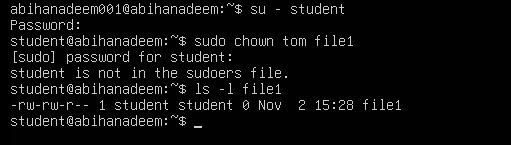 abihanadeem001@abihanadeem:~$ su - student
Password:
student@abihanadeem:~$ sudo chown tom file1
[sudo] password for student:
student is not in the sudoers file.
student@abihanadeem:~$ ls -l file1
-rw-rw-r-- 1 student student 0 Nov  2 15:28 file1
student@abihanadeem:~$ _